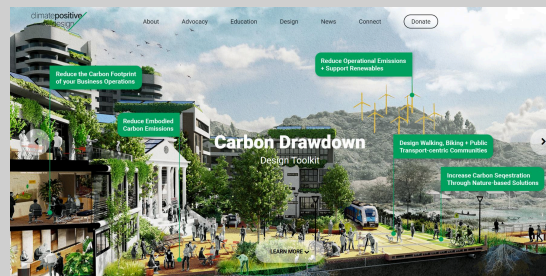 climatepositive
design
About Advocacy Education Design News Connect Donate
Reduce Operational Emissions
+ Support Renewables
Reduce the Carbon Footprint
of your Business Operations
Reduce Embodied
Carbon Emissions
Carbon Drawdown
Design Toolkit
Design Walking, Biking + Public
Transport-centric Communities
Increase Carbon Seqestration
Through Nature-based Solutions
LEARN MORE